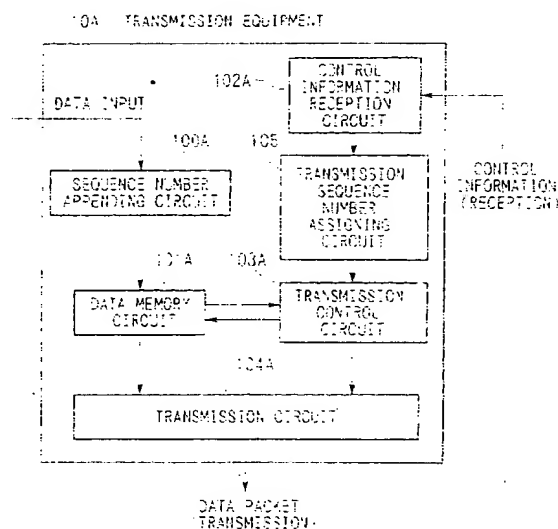 10A TRANSMISSION EQUIPMENT
102A
CONTROL
INFORMATION
RECEPTION
CIRCUIT
DATA INPUT
100A
105
SEQUENCE NUMBER
APPENDING CIRCUIT
TRANSMISSION
SEQUENCE
NUMBER
ASSIGNING
CIRCUIT
CONTROL
INFORMATION
(RECEPTION)
101A
103A
DATA MEMORY
CIRCUIT
TRANSMISSION
CONTROL
CIRCUIT
104A
TRANSMISSION CIRCUIT
DATA PACKET
(TRANSMISSION)